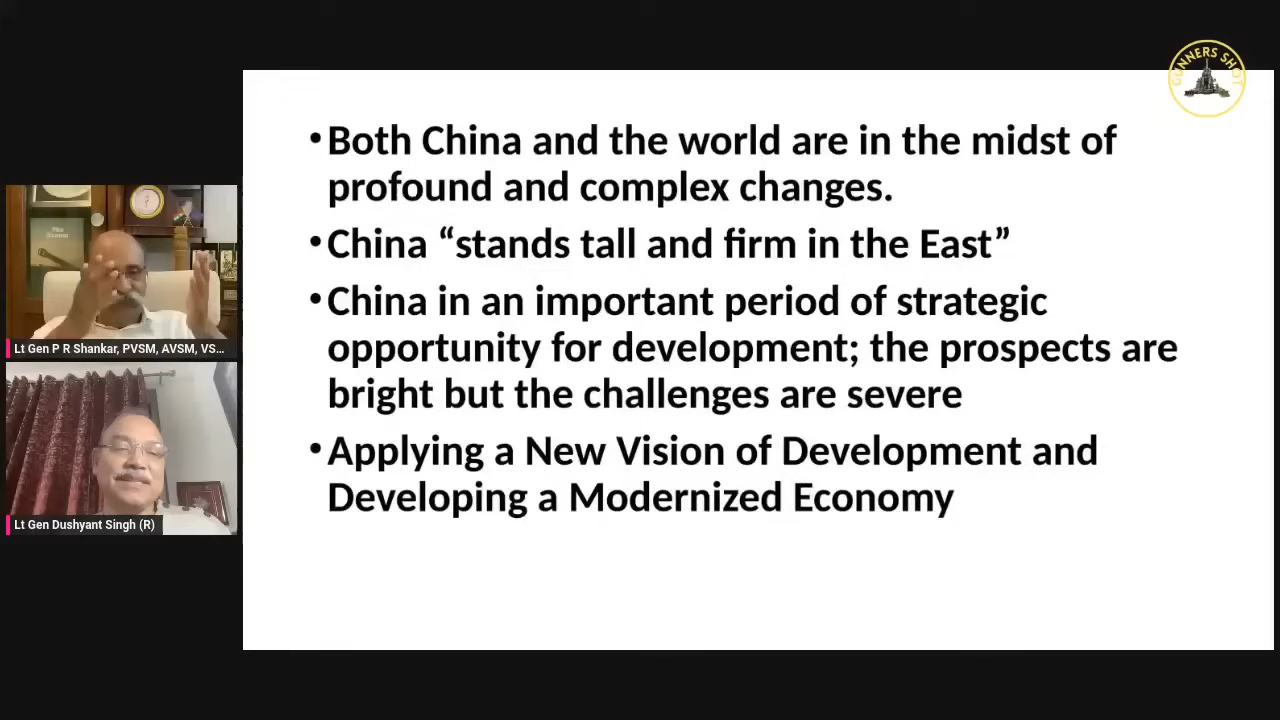 GUNNERS SHOT
• Both China and the world are in the midst of
profound and complex changes.
• China “stands tall and firm in the East”
• China in an important period of strategic
opportunity for development; the prospects are
bright but the challenges are severe
• Applying a New Vision of Development and
Developing a Modernized Economy
Lt Gen P R Shankar, PVSM, AVSM, VS...
Lt Gen Dushyant Singh (R)